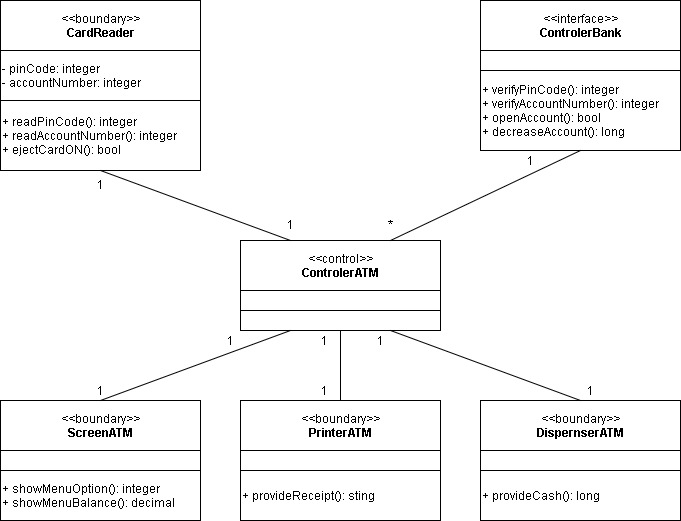 <<boundary>>
CardReader
- pinCode: integer
- accountNumber: integer
+ readPinCode(): integer
+ readAccountNumber(): integer
+ ejectCardON(): bool
<<interface>>
ControlerBank
+ verifyPinCode(): integer
+ verifyAccountNumber(): integer
+ openAccount(): bool
+ decreaseAccount(): long
1
1
1
*
<<control>>
ControlerATM
1
1
1
1
1
1
<<boundary>>
ScreenATM
+ showMenuOption(): integer
+ showMenuBalance(): decimal
<<boundary>>
PrinterATM
+ provideReceipt(): sting
<<boundary>>
DispernserATM
+ provideCash(): long